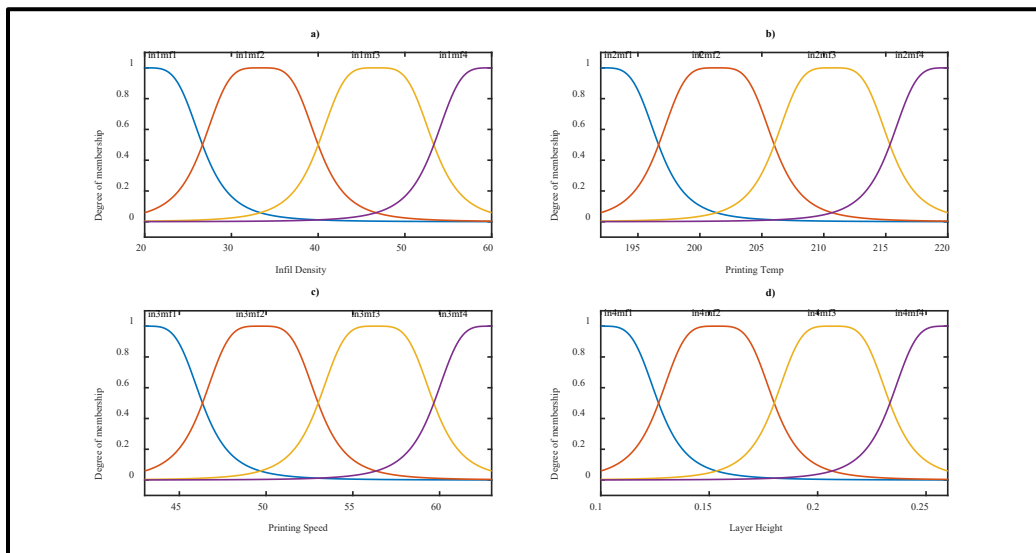 a)
in1mf1 in1mf2 in1mf3 in1mf4
1
0.8
0.6
0.4
0.2
0
Degree of membership
20 30 40 50 60
Infil Density
b)
in2mf1 in2mf2 in2mf3 in2mf4
1
0.8
0.6
0.4
0.2
0
Degree of membership
195 200 205 210 215 220
Printing Temp
c)
in3mf1 in3mf2 in3mf3 in3mf4
1
0.8
0.6
0.4
0.2
0
Degree of membership
45 50 55 60
Printing Speed
d)
in4mf1 in4mf2 in4mf3 in4mf4
1
0.8
0.6
0.4
0.2
0
Degree of membership
0.1 0.15 0.2 0.25
Layer Height